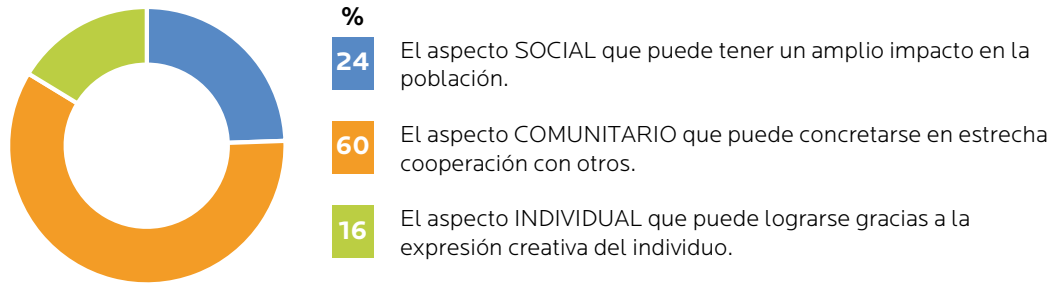 %
24
El aspecto SOCIAL que puede tener un amplio impacto en la
población.
60
El aspecto COMUNITARIO que puede concretarse en estrecha
cooperación con otros.
16
El aspecto INDIVIDUAL que puede lograrse gracias a la
expresión creativa del individuo.